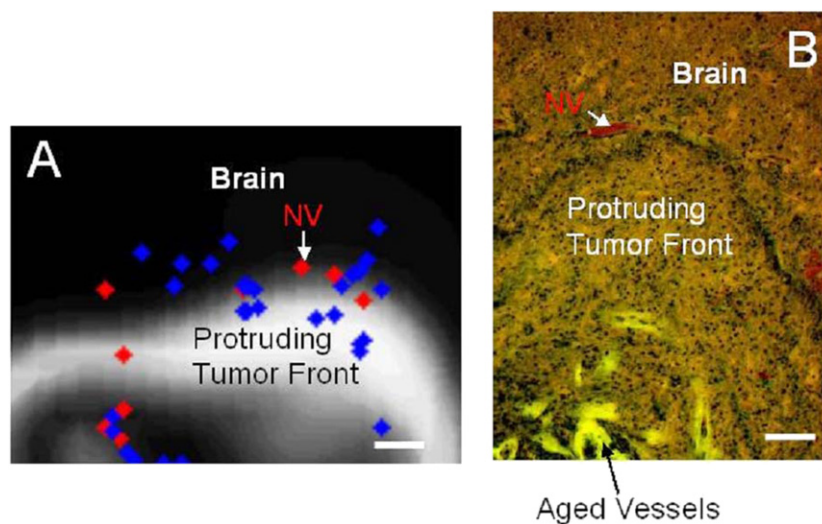 A
Brain
NV
Protruding
Tumor Front
B
Brain
NV
Protruding
Tumor Front
Aged Vessels